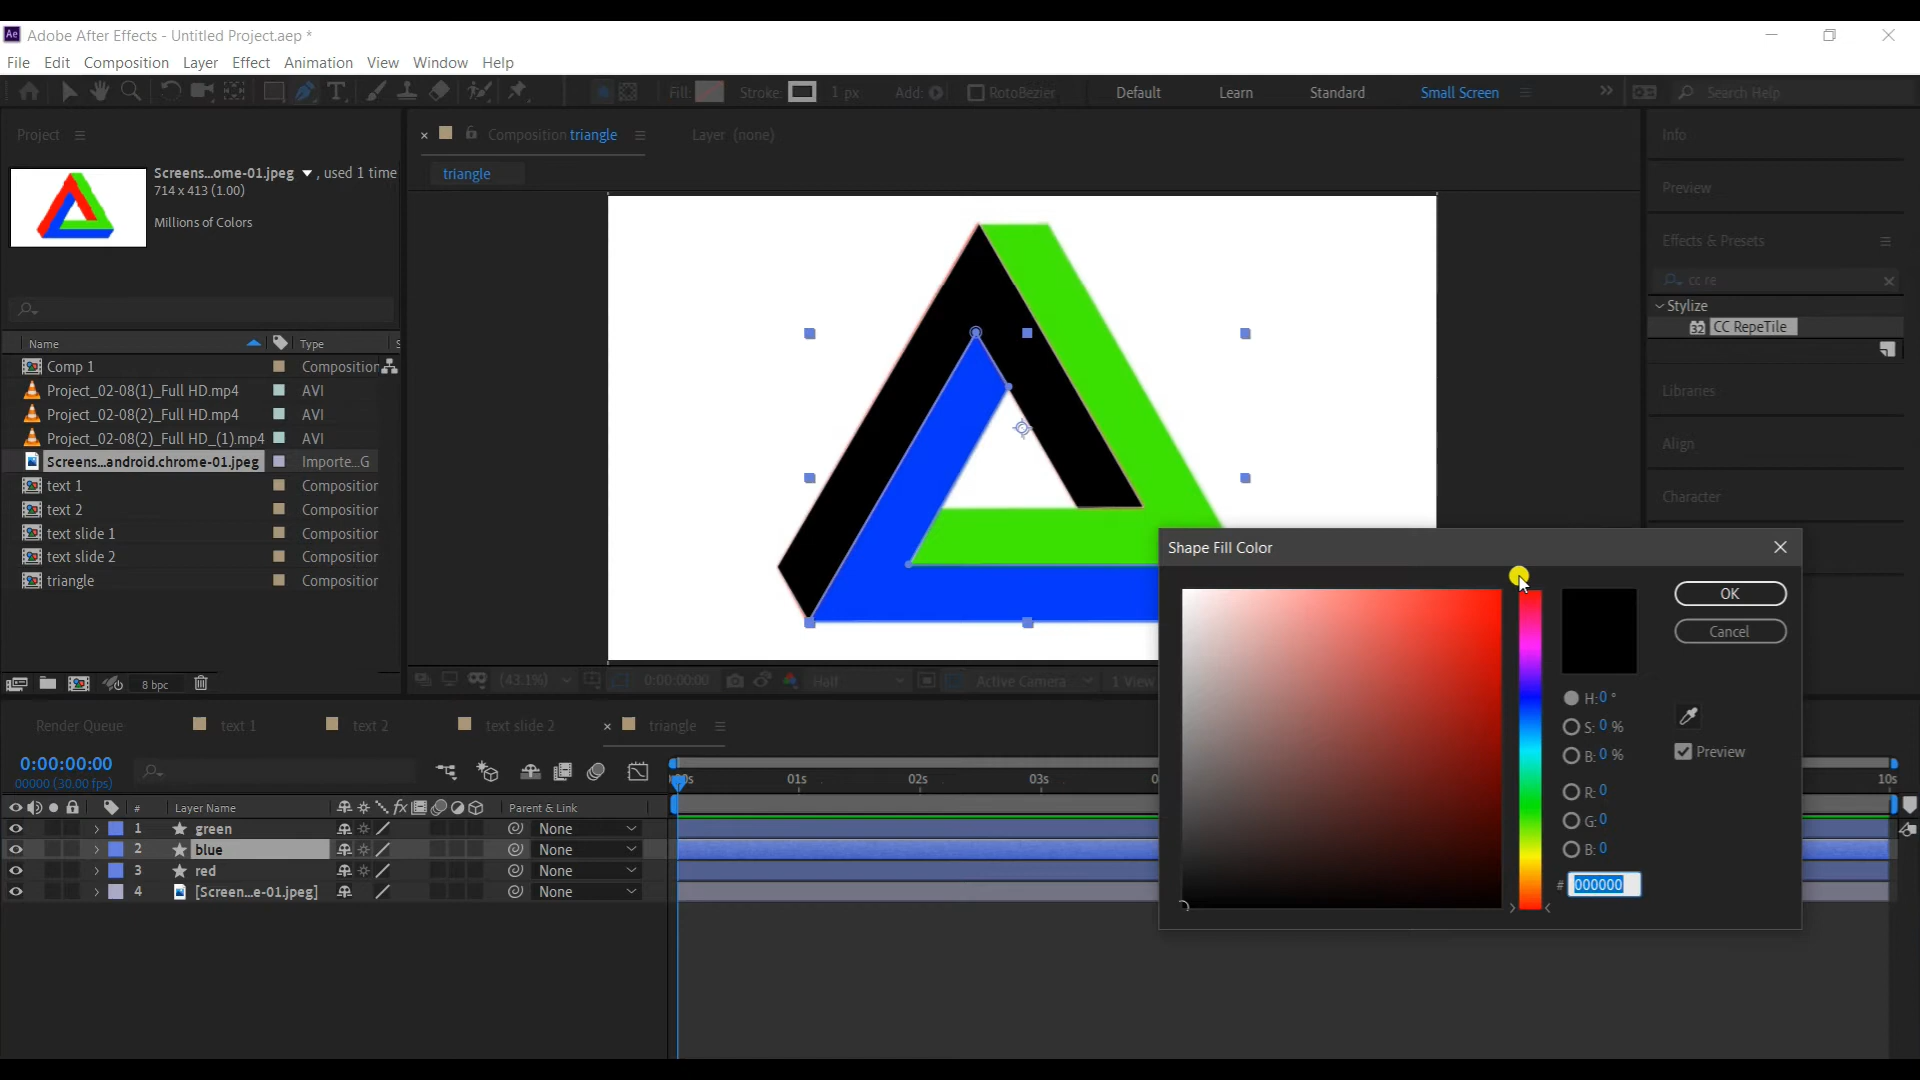 Adobe After Effects - Untitled Project.aep *
File Edit Composition Layer Effect Animation View Window Help
Fill: Stroke: 1 px Add: RotoBezier Default Learn Standard Small Screen Search Help
Project
Screens...ome-01.jpeg , used 1 time
714 x 413 (1.00)
Millions of Colors
Name Type
Comp 1 Composition
Project_02-08(1)_Full HD.mp4 AVI
Project_02-08(2)_Full HD.mp4 AVI
Project_02-08(2)_Full HD_(1).mp4 AVI
Screens...android.chrome-01.jpeg Importe...G
text 1 Composition
text 2 Composition
text slide 1 Composition
text slide 2 Composition
triangle Composition
8 bpc
Composition triangle Layer (none)
triangle
(43.1%) 0:00:00:00 Half Active Camera 1 View
Info
Preview
Effects & Presets
cc re
Stylize
32 CC RepeTile
Libraries
Align
Character
Shape Fill Color
OK
Cancel
H: 0 °
S: 0 %
B: 0 %
Preview
R: 0
G: 0
B: 0
# 000000
Render Queue text 1 text 2 text slide 2 triangle
0:00:00:00
00000 (30.00 fps)
01s 02s 03s 10s
# Layer Name Parent & Link
1 green None
2 blue None
3 red None
4 [Screen...e-01.jpeg] None